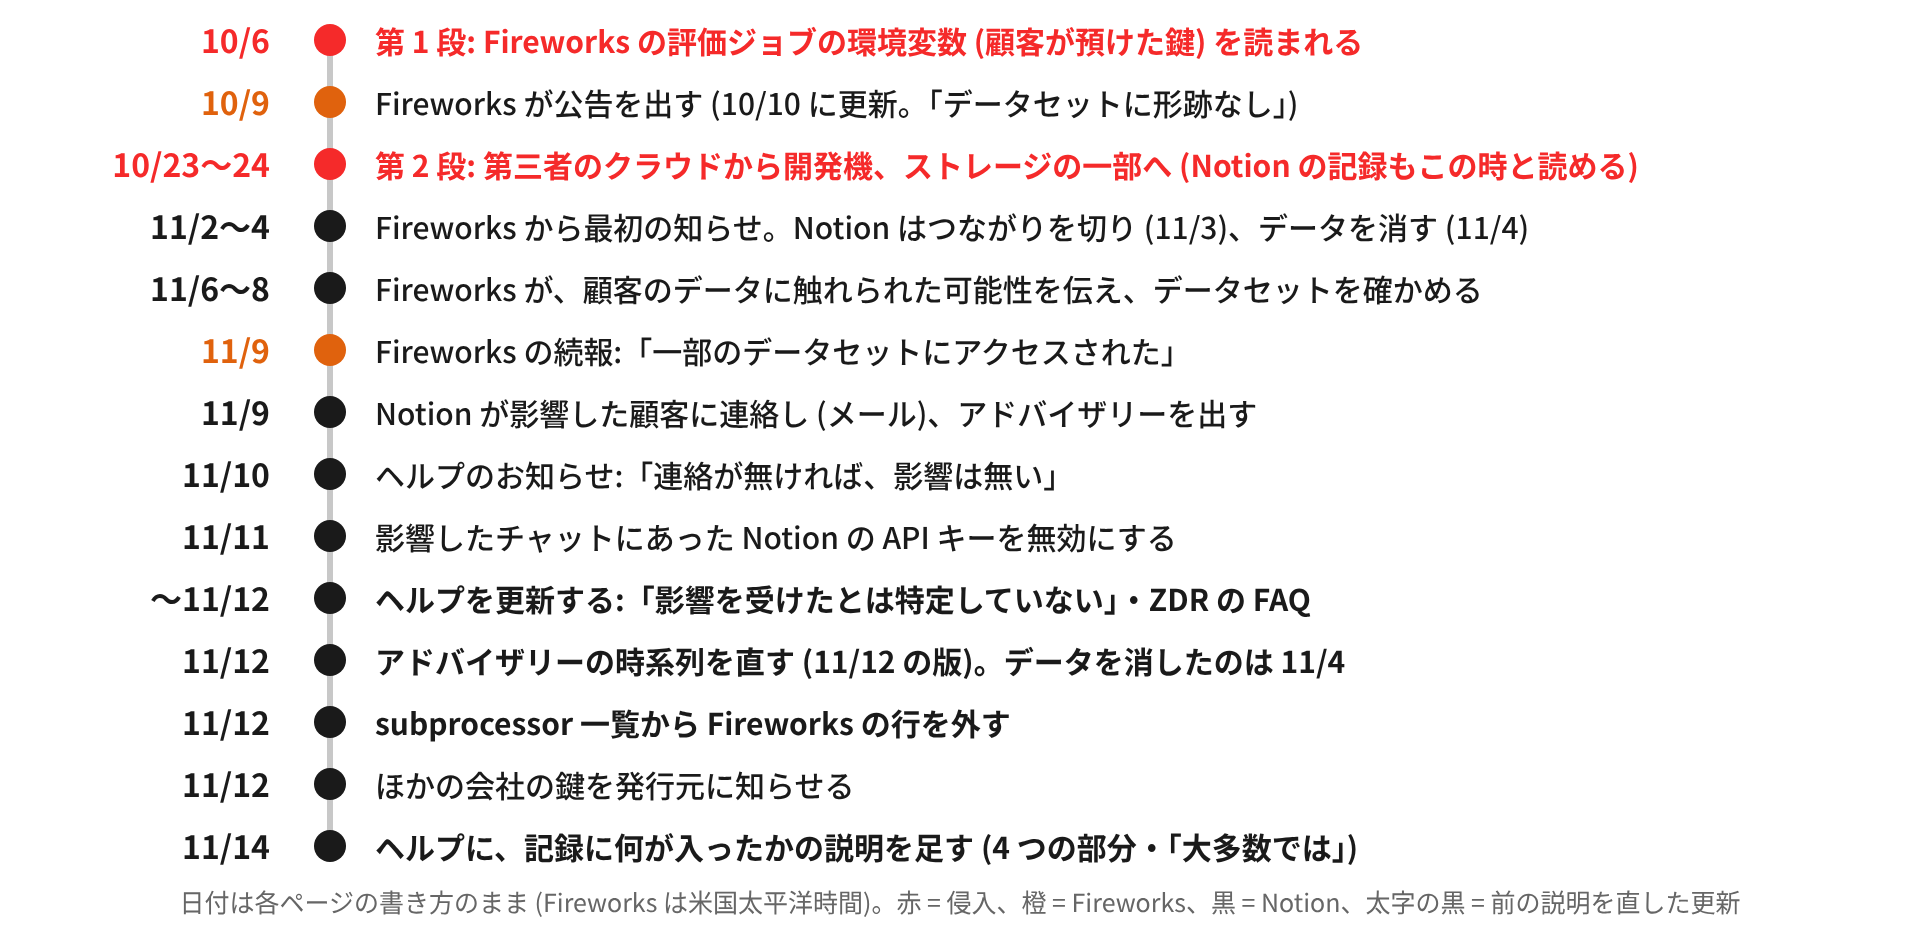 10/6 第 1 段: Fireworks の評価ジョブの環境変数 (顧客が預けた鍵) を読まれる
10/9 Fireworks が公告を出す (10/10 に更新。「データセットに形跡なし」)
10/23〜24 第 2 段: 第三者のクラウドから開発機、ストレージの一部へ (Notion の記録もこの時と読める)
11/2〜4 Fireworks から最初の知らせ。Notion はつながりを切り (11/3)、データを消す (11/4)
11/6〜8 Fireworks が、顧客のデータに触れられた可能性を伝え、データセットを確かめる
11/9 Fireworks の続報:「一部のデータセットにアクセスされた」
11/9 Notion が影響した顧客に連絡し (メール)、アドバイザリーを出す
11/10 ヘルプのお知らせ:「連絡が無ければ、影響は無い」
11/11 影響したチャットにあった Notion の API キーを無効にする
〜11/12 ヘルプを更新する:「影響を受けたとは特定していない」・ZDR の FAQ
11/12 アドバイザリーの時系列を直す (11/12 の版)。データを消したのは 11/4
11/12 subprocessor 一覧から Fireworks の行を外す
11/12 ほかの会社の鍵を発行元に知らせる
11/14 ヘルプに、記録に何が入ったかの説明を足す (4 つの部分・「大多数では」)
日付は各ページの書き方のまま (Fireworks は米国太平洋時間)。赤 = 侵入、橙 = Fireworks、黒 = Notion、太字の黒 = 前の説明を直した更新